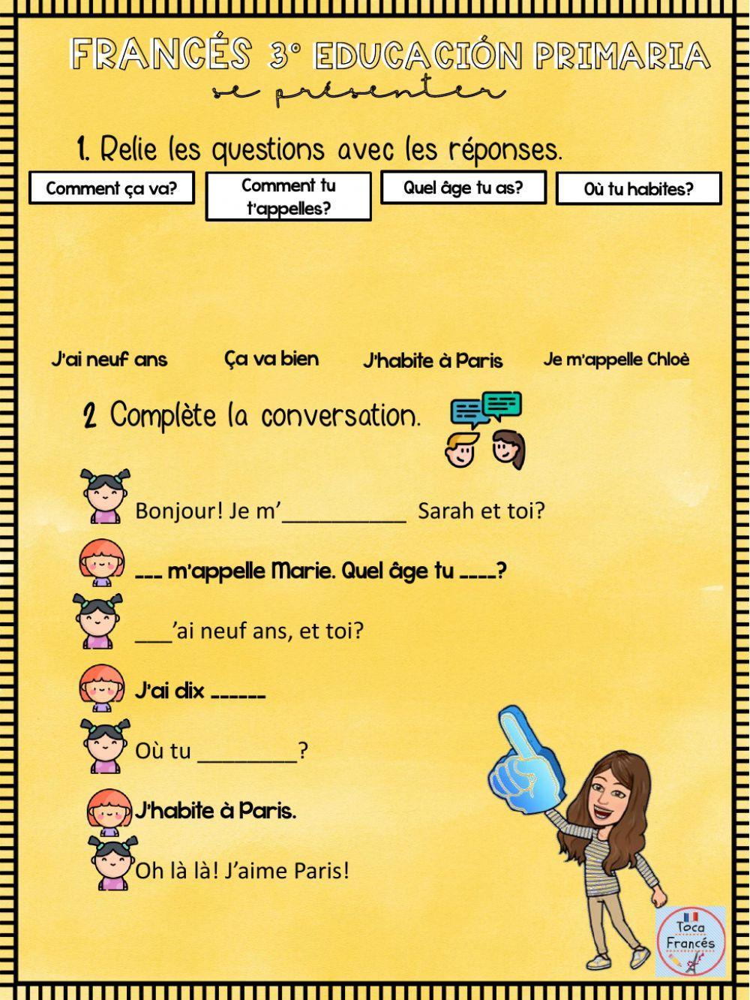 FRANCÉS 3º EDUCACIÓN PRIMARIA
se présenter
1. Relie les questions avec les réponses.
Comment ça va?
Comment tu
t'appelles?
Quel âge tu as?
Où tu habites?
J'ai neuf ans
Ça va bien
J'habite à Paris
Je m'appelle Chloè
2 Complète la conversation.
Bonjour! Je m'__________ Sarah et toi?
___ m'appelle Marie. Quel âge tu ____?
___'ai neuf ans, et toi?
J'ai dix ______
Où tu ________?
J'habite à Paris.
Oh là là! J'aime Paris!
Toca
Francés